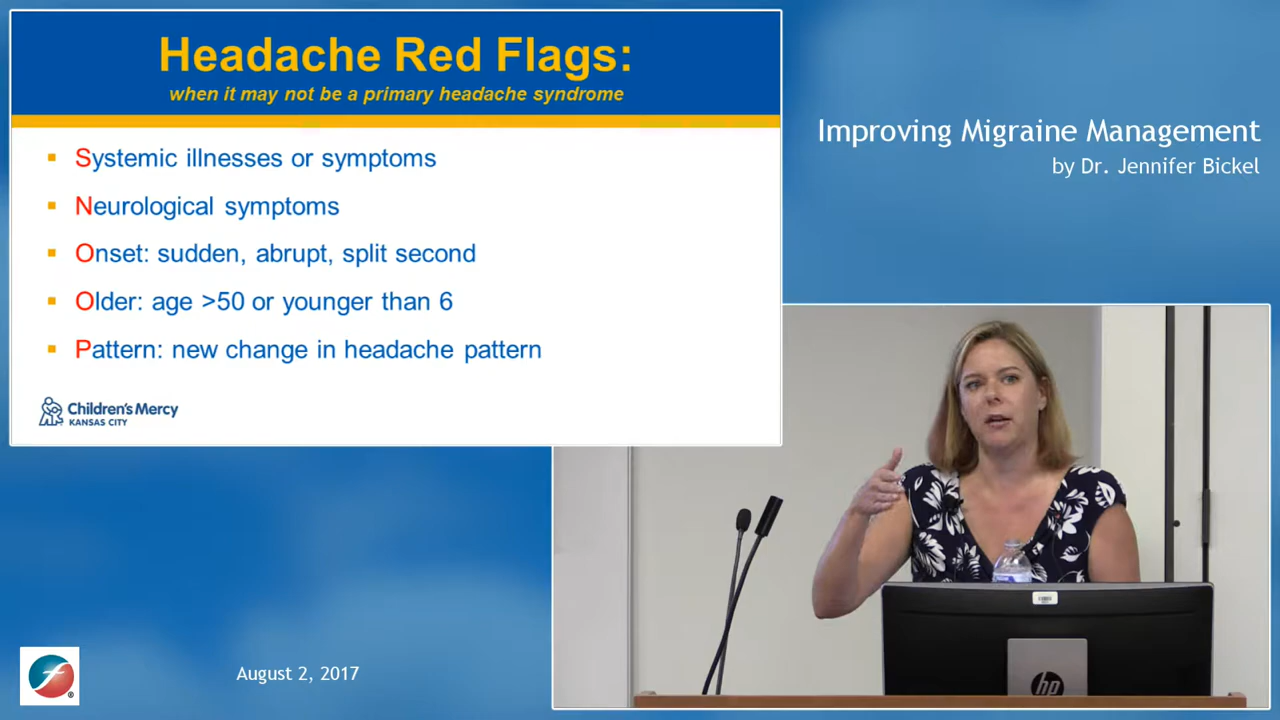 Headache Red Flags:
when it may not be a primary headache syndrome
▪ Systemic illnesses or symptoms
▪ Neurological symptoms
▪ Onset: sudden, abrupt, split second
▪ Older: age >50 or younger than 6
▪ Pattern: new change in headache pattern
Children's Mercy
KANSAS CITY
Improving Migraine Management
by Dr. Jennifer Bickel
August 2, 2017
f ®
hp